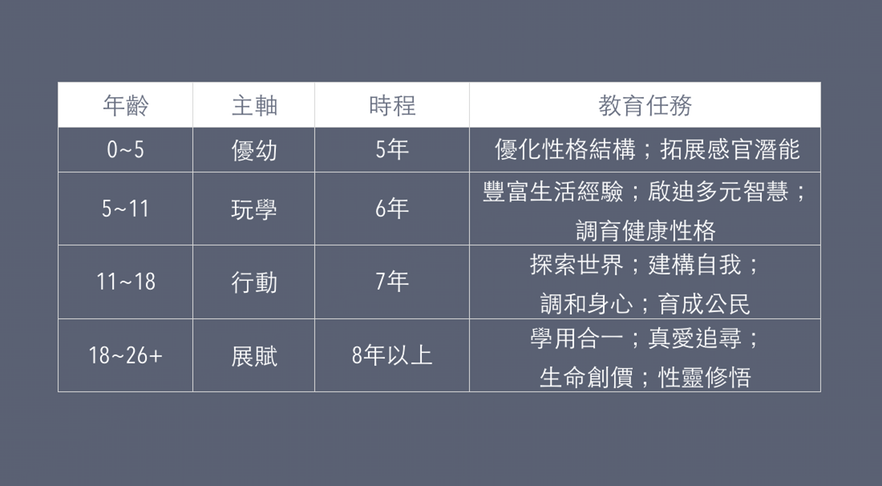 年齡 主軸 時程 教育任務
0~5 優幼 5年 優化性格結構；拓展感官潛能
5~11 玩學 6年 豐富生活經驗；啟迪多元智慧；
調育健康性格
11~18 行動 7年 探索世界；建構自我；
調和身心；育成公民
18~26+ 展賦 8年以上 學用合一；真愛追尋；
生命創價；性靈修悟